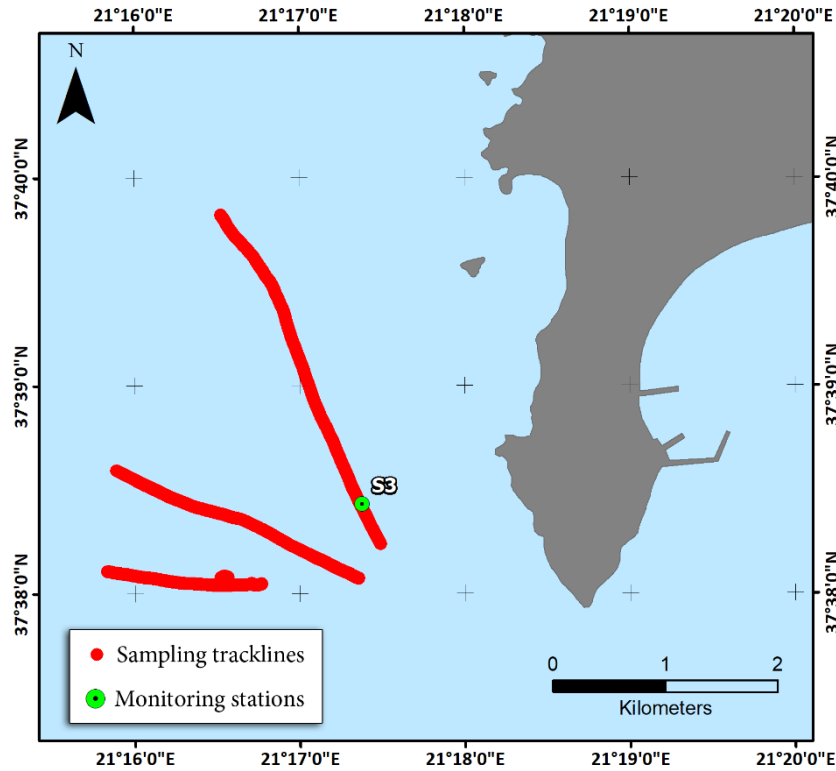 21°16'0"E 21°17'0"E 21°18'0"E 21°19'0"E 21°20'0"E
N
37°40'0"N 37°40'0"N
37°39'0"N 37°39'0"N
S3
37°38'0"N 37°38'0"N
Sampling tracklines
Monitoring stations
0 1 2
Kilometers
21°16'0"E 21°17'0"E 21°18'0"E 21°19'0"E 21°20'0"E